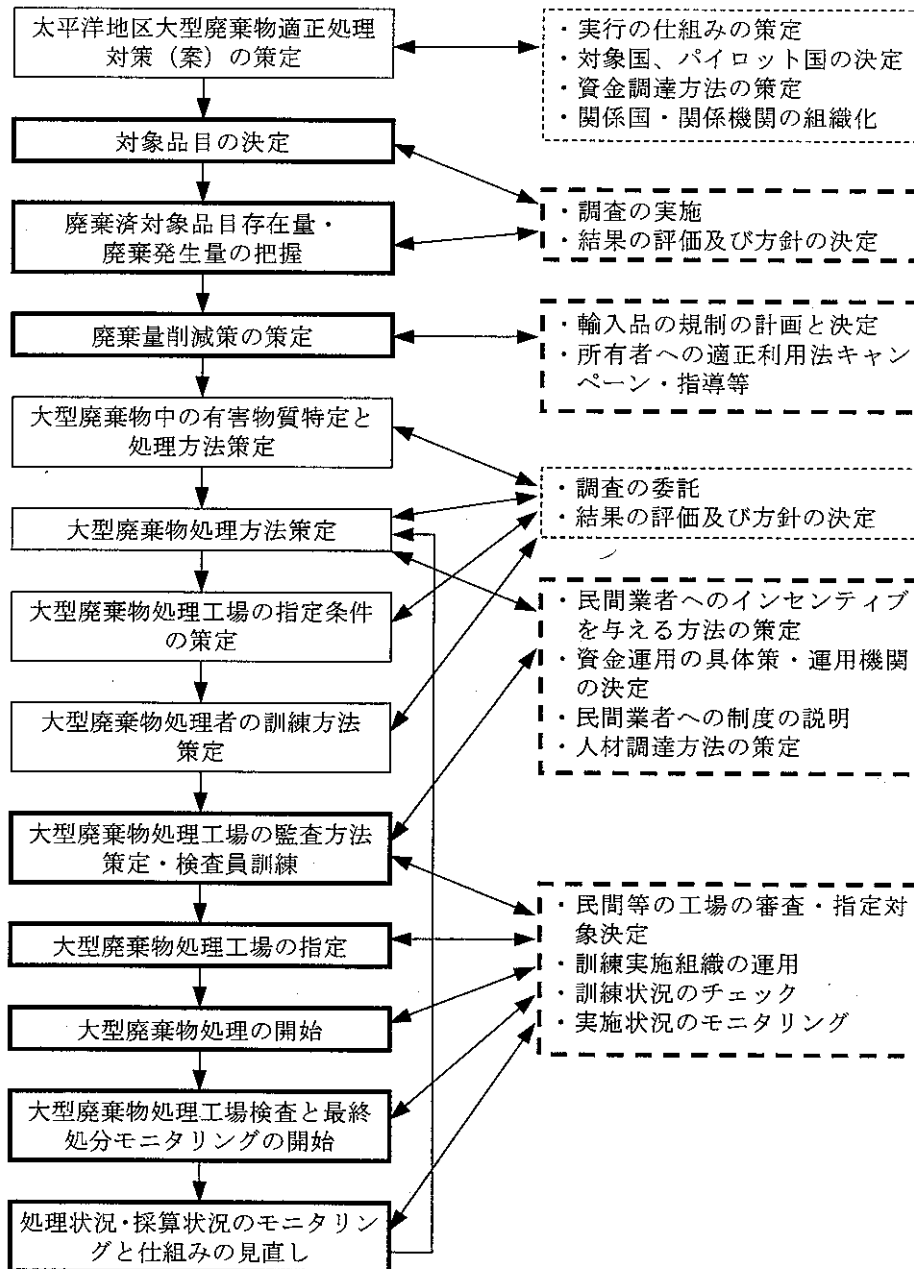 太平洋地区大型廃棄物適正処理
対策（案）の策定
対象品目の決定
廃棄済対象品目存在量・
廃棄発生量の把握
廃棄量削減策の策定
大型廃棄物中の有害物質特定と
処理方法策定
大型廃棄物処理方法策定
大型廃棄物処理工場の指定条件
の策定
大型廃棄物処理者の訓練方法
策定
大型廃棄物処理工場の監査方法
策定・検査員訓練
大型廃棄物処理工場の指定
大型廃棄物処理の開始
大型廃棄物処理工場検査と最終
処分モニタリングの開始
処理状況・採算状況のモニタリン
グと仕組みの見直し
・実行の仕組みの策定
・対象国、パイロット国の決定
・資金調達方法の策定
・関係国・関係機関の組織化
・調査の実施
・結果の評価及び方針の決定
・輸入品の規制の計画と決定
・所有者への適正利用法キャン
ペーン・指導等
・調査の委託
・結果の評価及び方針の決定
・民間業者へのインセンティブ
を与える方法の策定
・資金運用の具体策・運用機関
の決定
・民間業者への制度の説明
・人材調達方法の策定
・民間等の工場の審査・指定対
象決定
・訓練実施組織の運用
・訓練状況のチェック
・実施状況のモニタリング